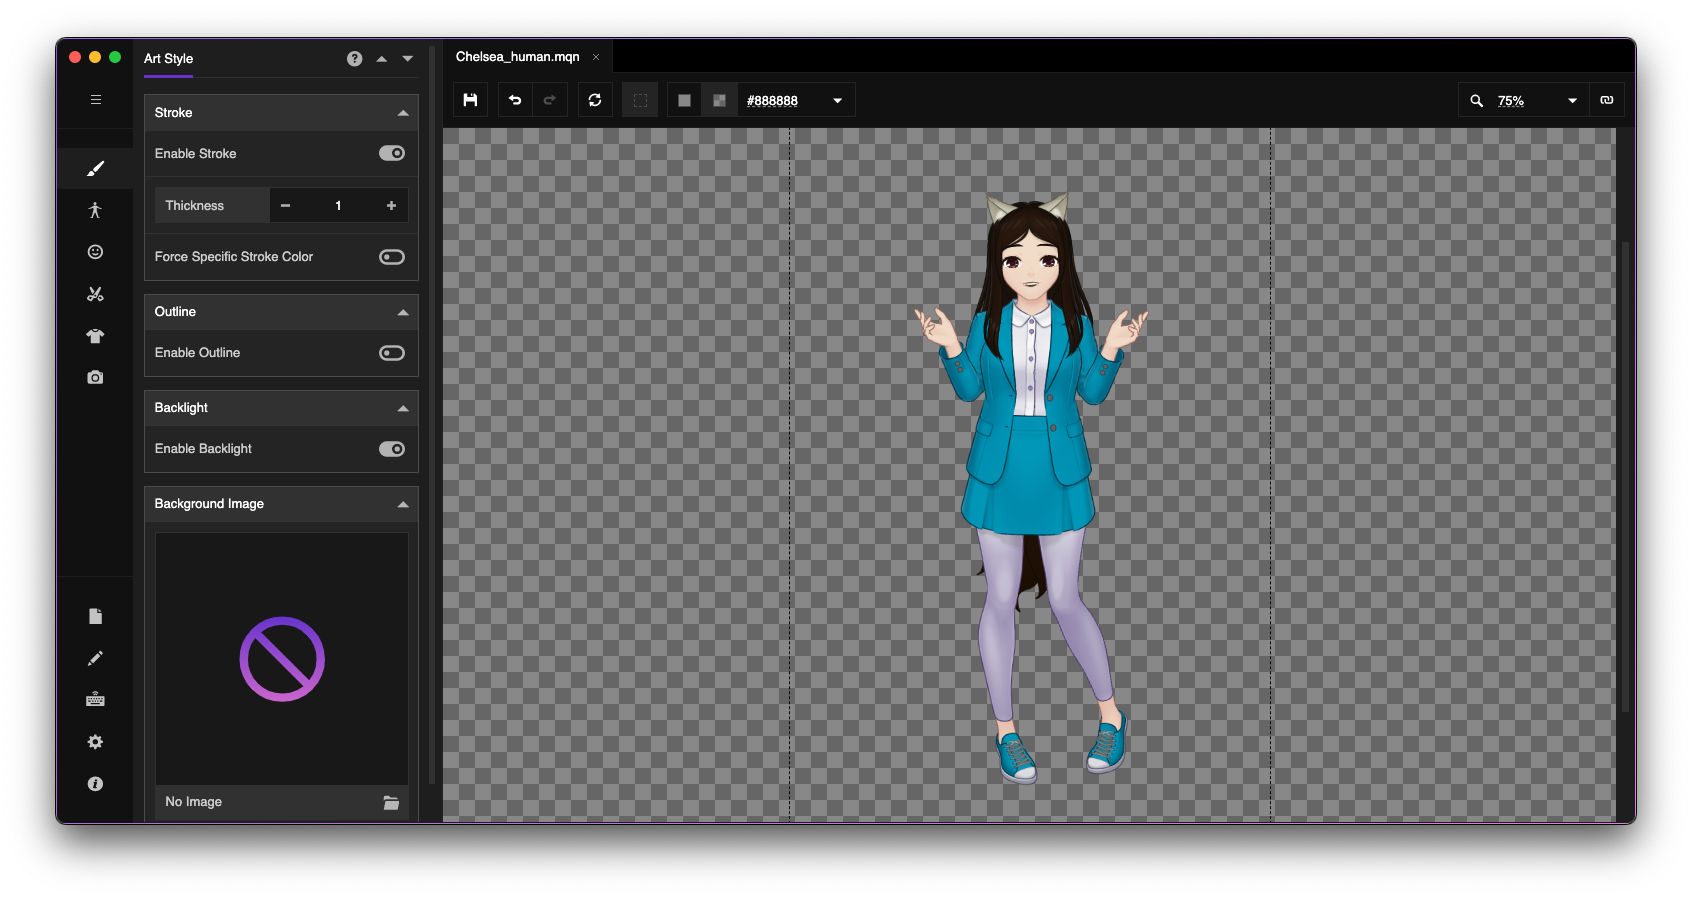 Art Style
Stroke
Enable Stroke
Thickness
1
Force Specific Stroke Color
Outline
Enable Outline
Backlight
Enable Backlight
Background Image
No Image
Chelsea_human.mqn
#888888
75%